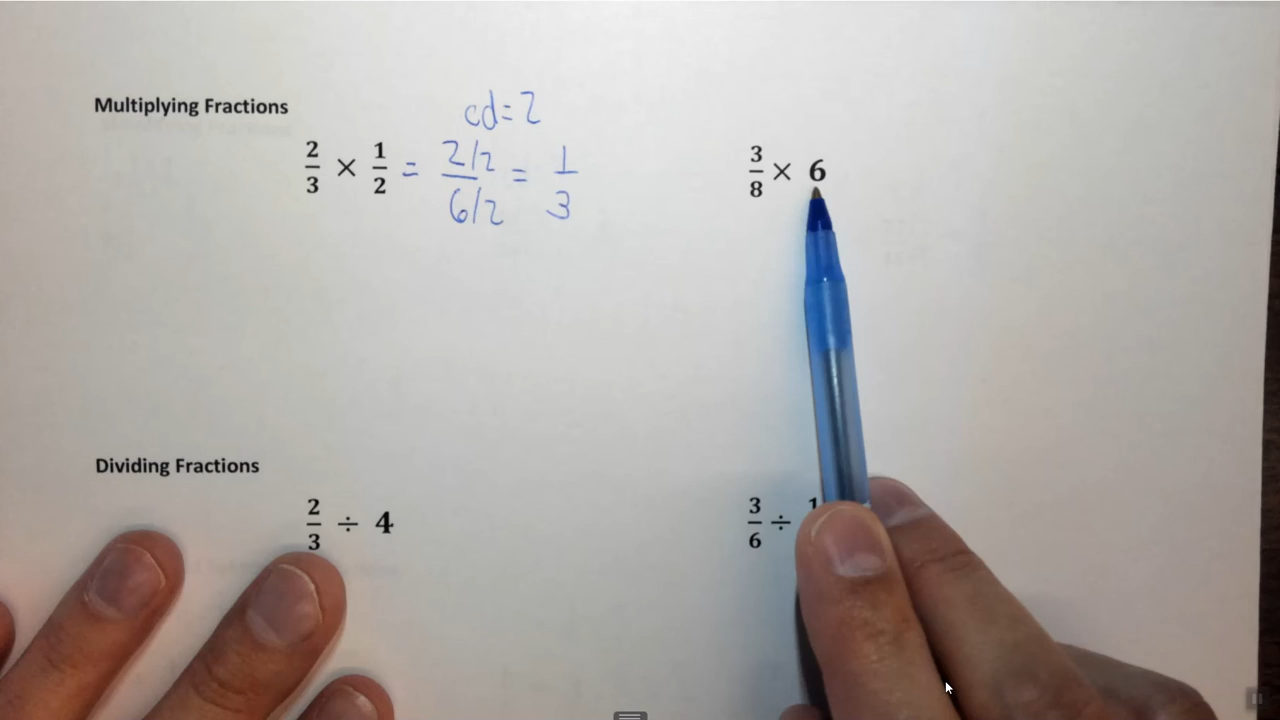 Multiplying Fractions
cd=2
2/3 × 1/2 = 2/2 / 6/2 = 1/3
3/8 × 6
Dividing Fractions
2/3 ÷ 4
3/6 ÷ 1